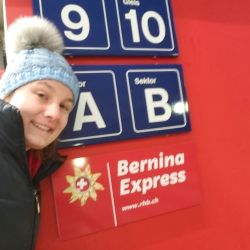 Gleis
9 10
Sektor Sektor
A B
Bernina
Express
www.rhb.ch